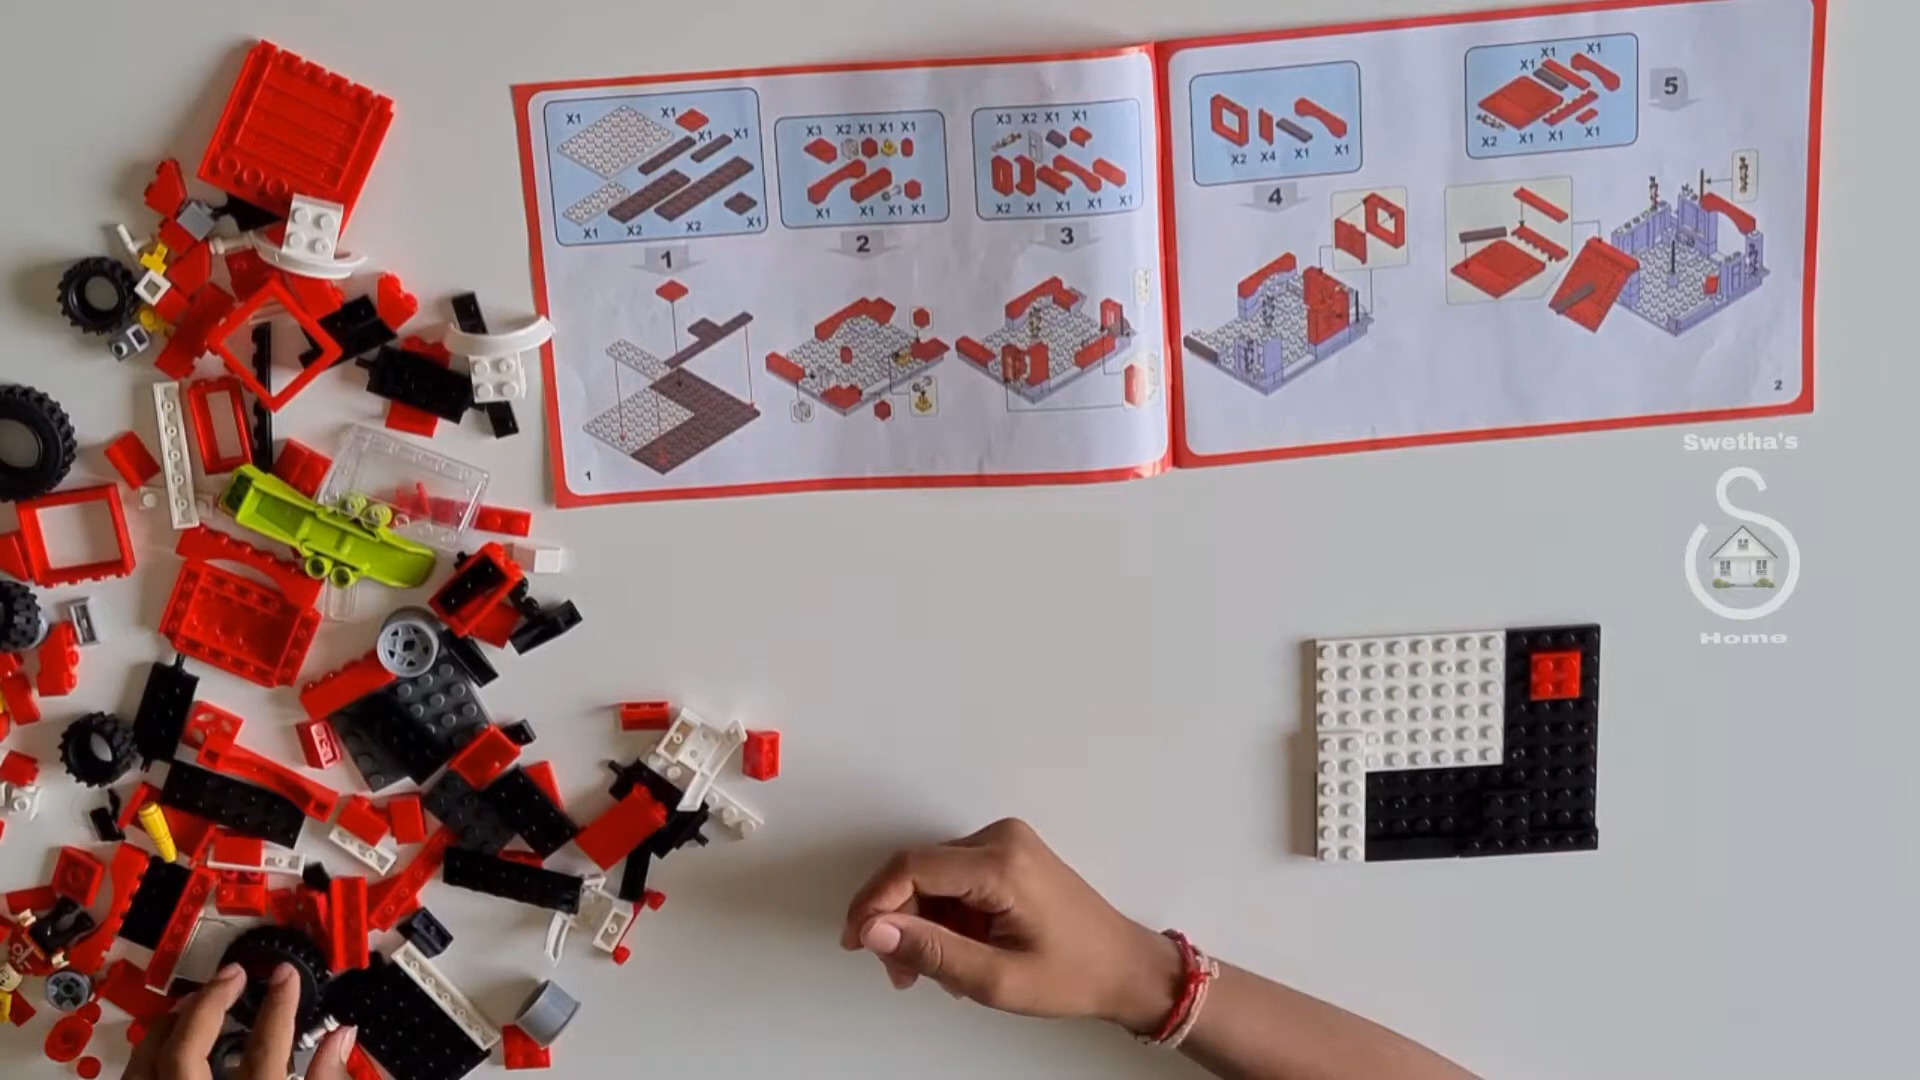 X1 X1
X1 X1
X1 X2 X2 X1
1
X3 X2 X1 X1 X1
X1 X1 X1 X1
2
X3 X2 X1 X1
X2 X1 X1 X1 X1
3
1
X2 X4 X1 X1
4
X1 X1
X1
X2 X1 X1 X1
5
2
Swetha's
S
Home